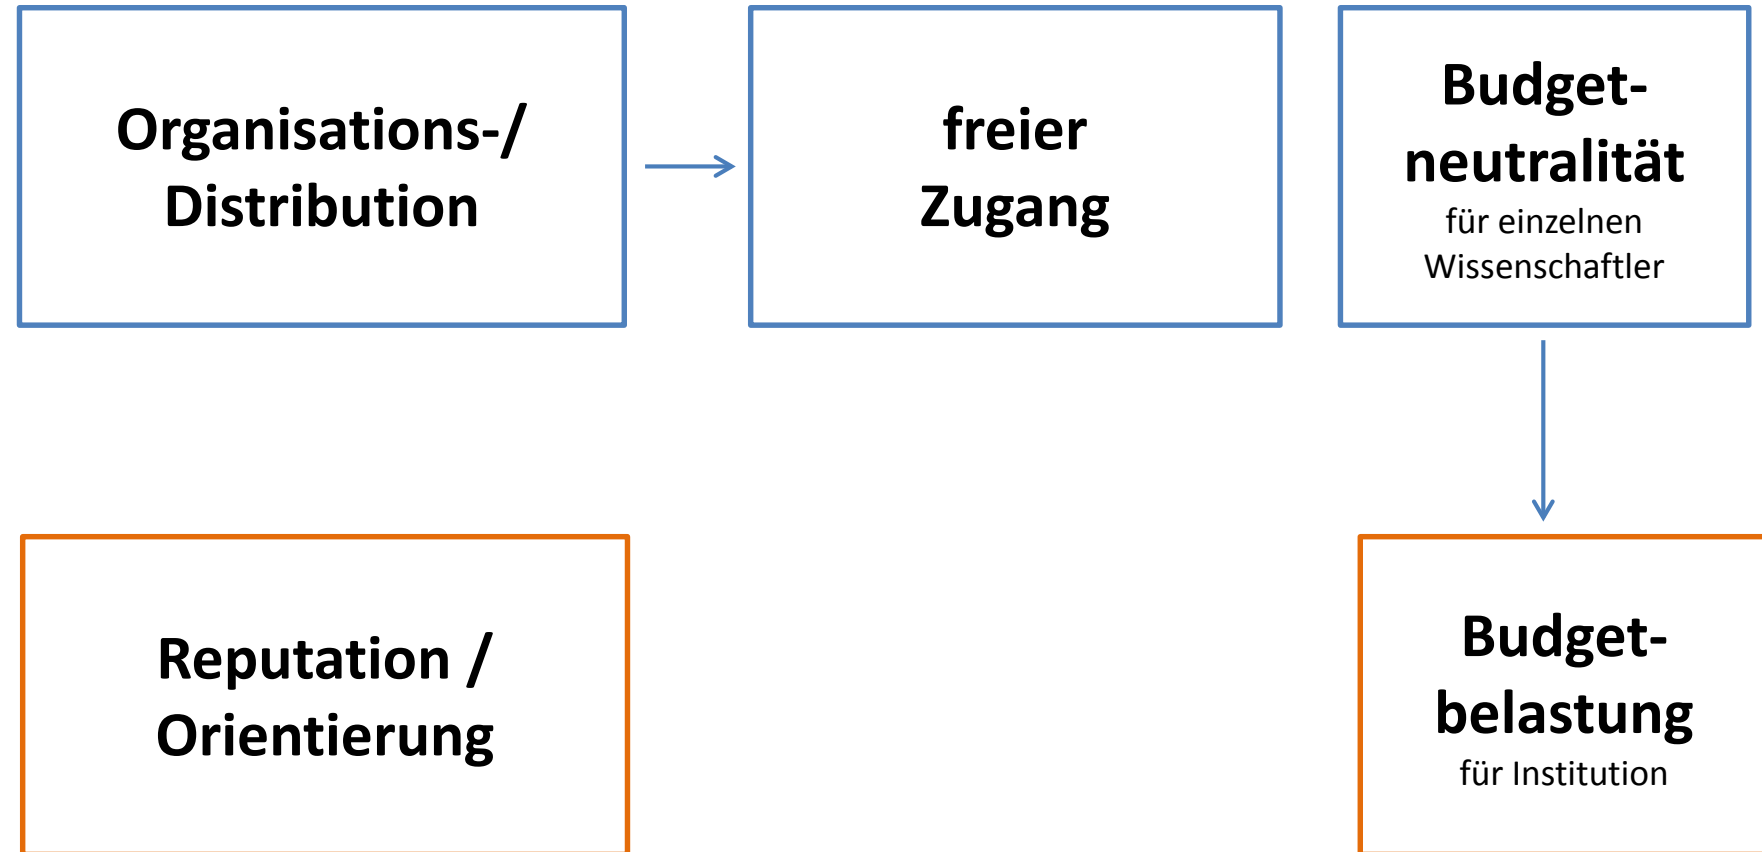 Organisations-/
Distribution
freier
Zugang
Budget-
neutralität
für einzelnen
Wissenschaftler
Reputation /
Orientierung
Budget-
belastung
für Institution